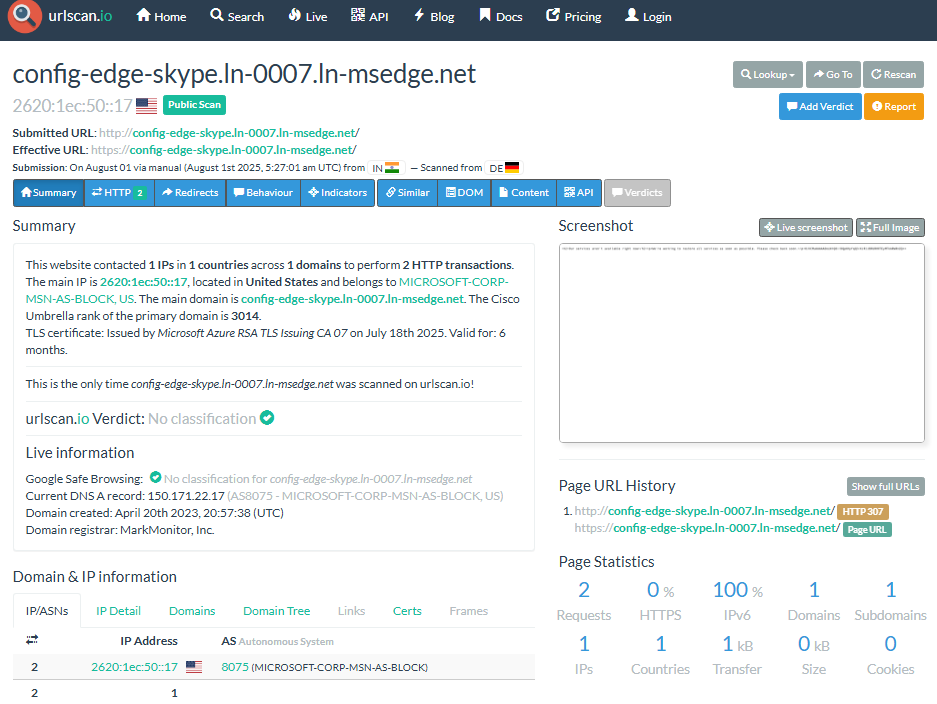 urlscan.io Home Search Live API Blog Docs Pricing Login
config-edge-skype.ln-0007.ln-msedge.net
Lookup Go To Rescan
2620:1ec:50::17 Public Scan
Add Verdict Report
Submitted URL: http://config-edge-skype.ln-0007.ln-msedge.net/
Effective URL: https://config-edge-skype.ln-0007.ln-msedge.net/
Submission: On August 01 via manual (August 1st 2025, 5:27:01 am UTC) from IN — Scanned from DE
Summary HTTP 2 Redirects Behaviour Indicators Similar DOM Content API Verdicts
Summary
This website contacted 1 IPs in 1 countries across 1 domains to perform 2 HTTP transactions.
The main IP is 2620:1ec:50::17, located in United States and belongs to MICROSOFT-CORP-
MSN-AS-BLOCK, US. The main domain is config-edge-skype.ln-0007.ln-msedge.net. The Cisco
Umbrella rank of the primary domain is 3014.
TLS certificate: Issued by Microsoft Azure RSA TLS Issuing CA 07 on July 18th 2025. Valid for: 6
months.
This is the only time config-edge-skype.ln-0007.ln-msedge.net was scanned on urlscan.io!
urlscan.io Verdict: No classification
Live information
Google Safe Browsing: No classification for config-edge-skype.ln-0007.ln-msedge.net
Current DNS A record: 150.171.22.17 (AS8075 - MICROSOFT-CORP-MSN-AS-BLOCK, US)
Domain created: April 20th 2023, 20:57:38 (UTC)
Domain registrar: MarkMonitor, Inc.
Domain & IP information
IP/ASNs IP Detail Domains Domain Tree Links Certs Frames
IP Address AS Autonomous System
2 2620:1ec:50::17 8075 (MICROSOFT-CORP-MSN-AS-BLOCK)
2 1
Screenshot Live screenshot Full Image
Page URL History Show full URLs
1. http://config-edge-skype.ln-0007.ln-msedge.net/ HTTP 307
https://config-edge-skype.ln-0007.ln-msedge.net/ Page URL
Page Statistics
2 0 % 100 % 1 1
Requests HTTPS IPv6 Domains Subdomains
1 1 1 kB 0 kB 0
IPs Countries Transfer Size Cookies